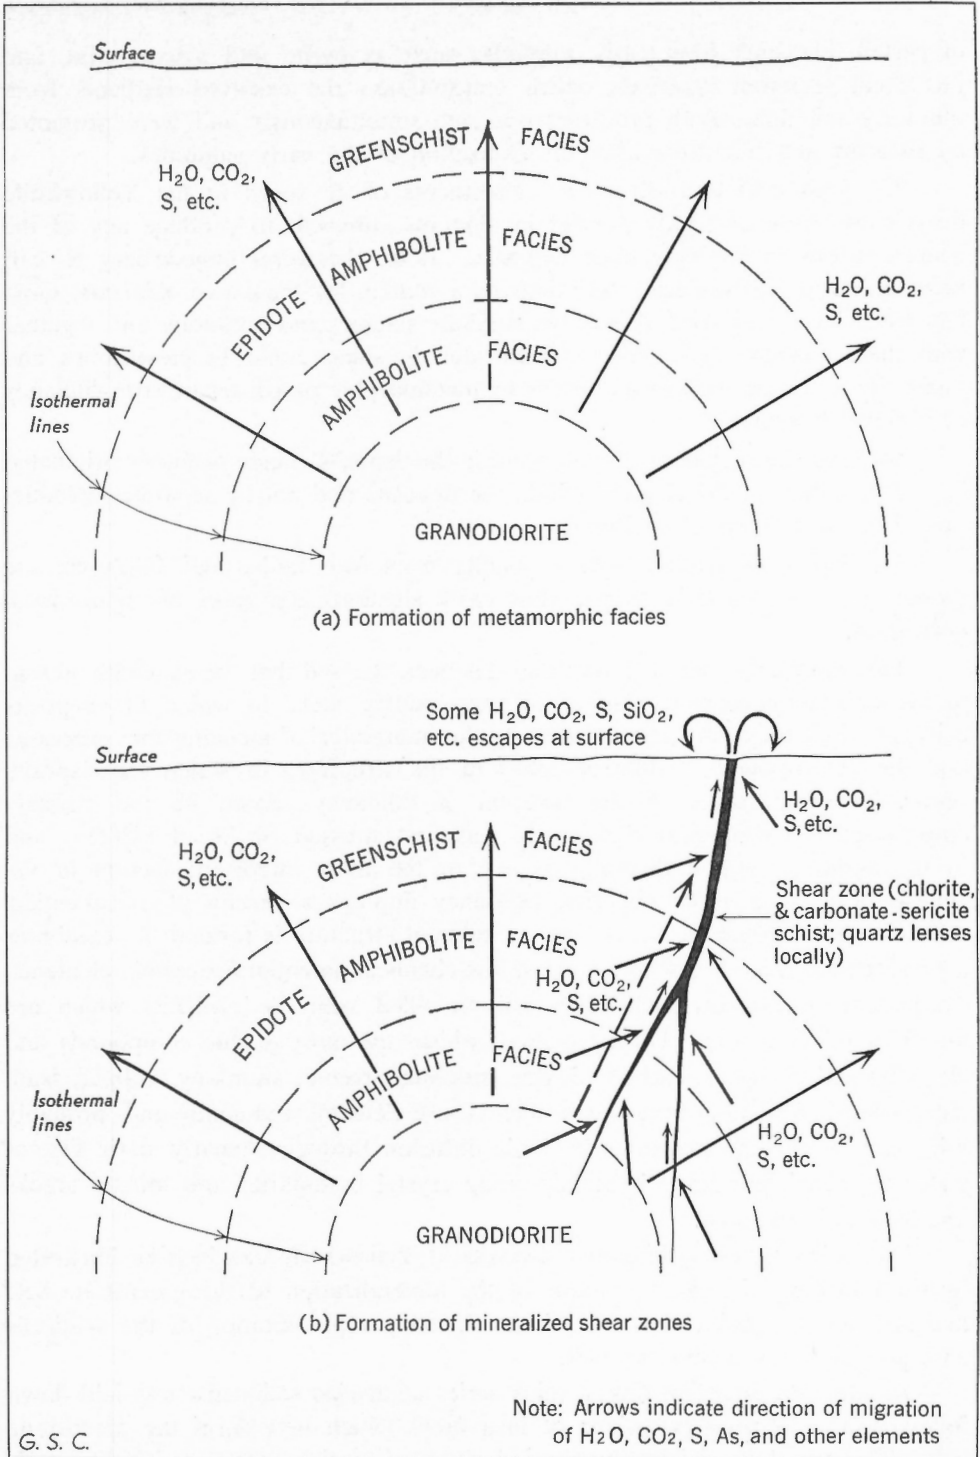 Surface
GREENSCHIST FACIES
H2O, CO2,
S, etc.
EPIDOTE AMPHIBOLITE FACIES
H2O, CO2,
S, etc.
AMPHIBOLITE FACIES
Isothermal
lines
GRANODIORITE
(a) Formation of metamorphic facies
Some H2O, CO2, S, SiO2,
etc. escapes at surface
Surface
H2O, CO2,
S, etc.
GREENSCHIST FACIES
H2O, CO2,
S, etc.
Shear zone (chlorite,
& carbonate-sericite
schist; quartz lenses
locally)
EPIDOTE AMPHIBOLITE FACIES
H2O, CO2,
S, etc.
AMPHIBOLITE FACIES
Isothermal
lines
H2O, CO2,
S, etc.
GRANODIORITE
(b) Formation of mineralized shear zones
Note: Arrows indicate direction of migration
of H2O, CO2, S, As, and other elements
G. S. C.